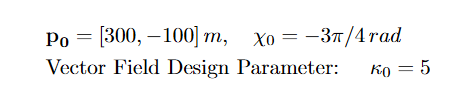 p₀ = [300, −100] m, χ₀ = −3π/4 rad
Vector Field Design Parameter: κ₀ = 5